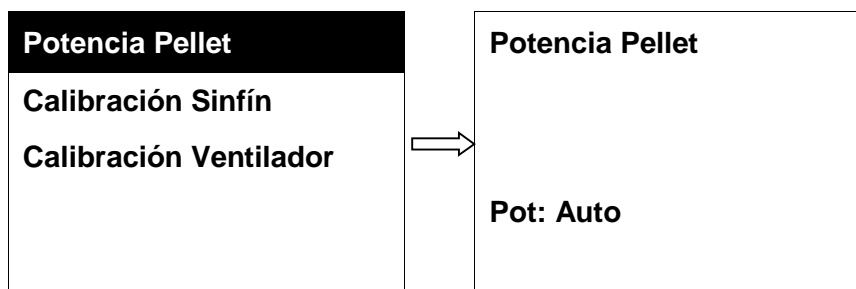 Potencia Pellet
Calibración Sinfín
Calibración Ventilador
Potencia Pellet
Pot: Auto